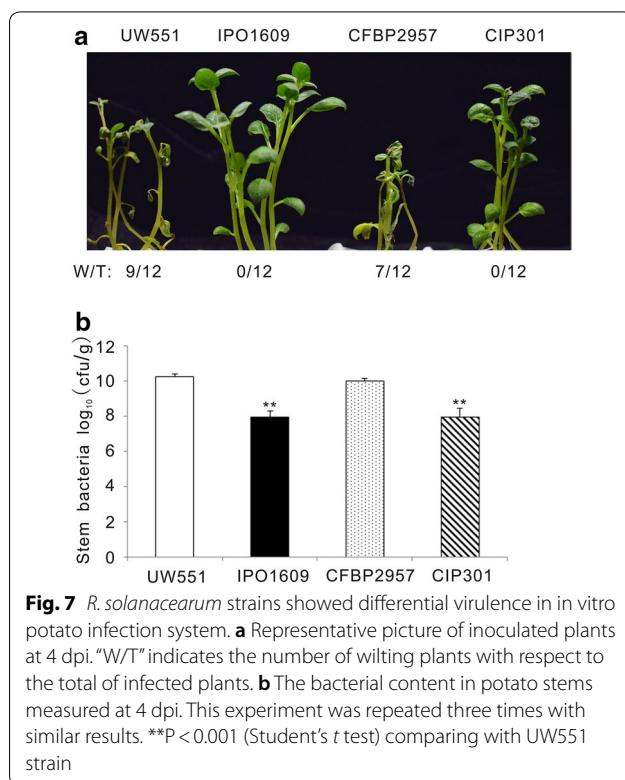 a
UW551 IPO1609 CFBP2957 CIP301
W/T: 9/12 0/12 7/12 0/12
b
Stem bacteria log₁₀ (cfu/g)
12
10
8
6
4
2
0
** **
UW551 IPO1609 CFBP2957 CIP301
Fig. 7 R. solanacearum strains showed differential virulence in in vitro
potato infection system. a Representative picture of inoculated plants
at 4 dpi. "W/T" indicates the number of wilting plants with respect to
the total of infected plants. b The bacterial content in potato stems
measured at 4 dpi. This experiment was repeated three times with
similar results. **P < 0.001 (Student's t test) comparing with UW551
strain